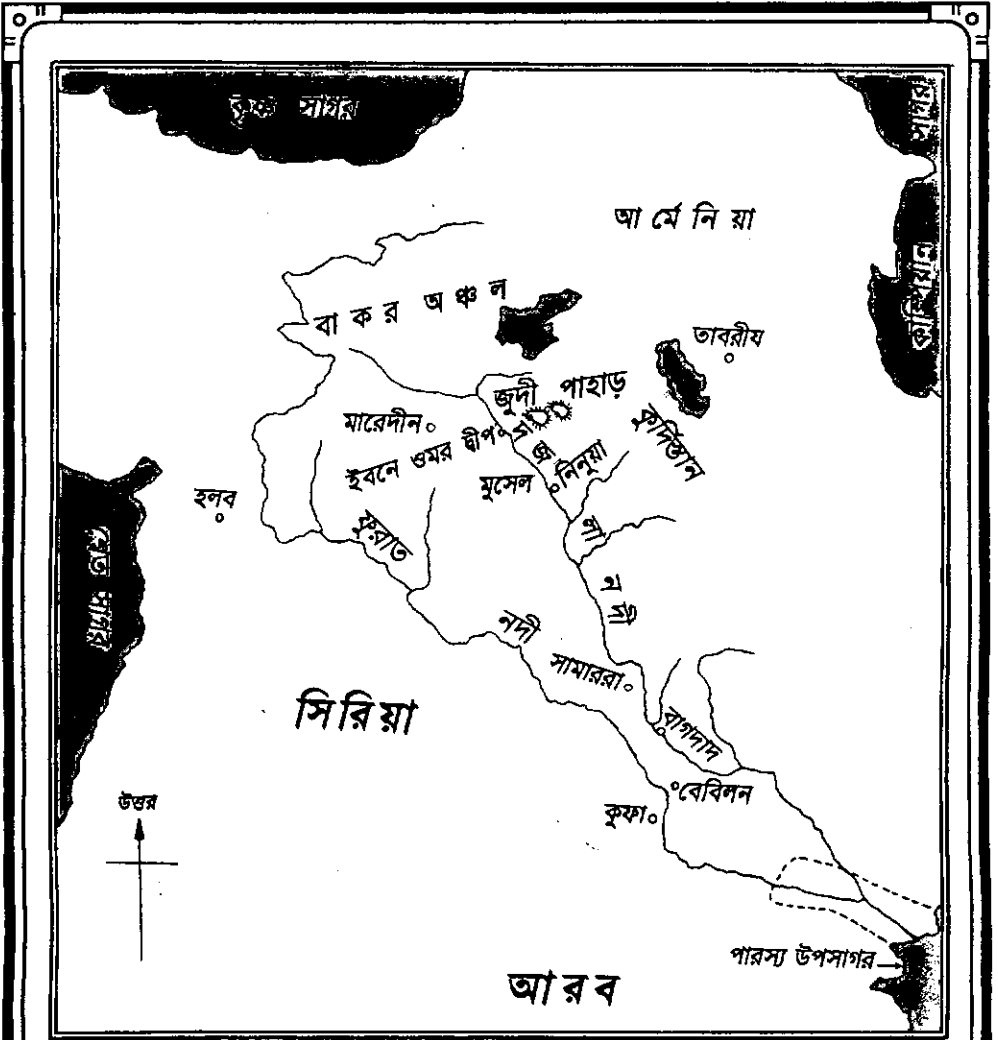 কৃষ্ণ সাগর
কাস্পিয়ান সাগর
আর্মেনিয়া
বাকর অঞ্চল
তাবরীয
জুদী পাহাড়
কুর্দিস্তান
মারেদীন
ইবনে ওমর দ্বীপ
মুসেল
নিনুয়া
হলব
ফুরাত
নদী
সামাররা
সিরিয়া
বাগদাদ
উত্তর
বেবিলন
কুফা
পারস্য উপসাগর
আরব